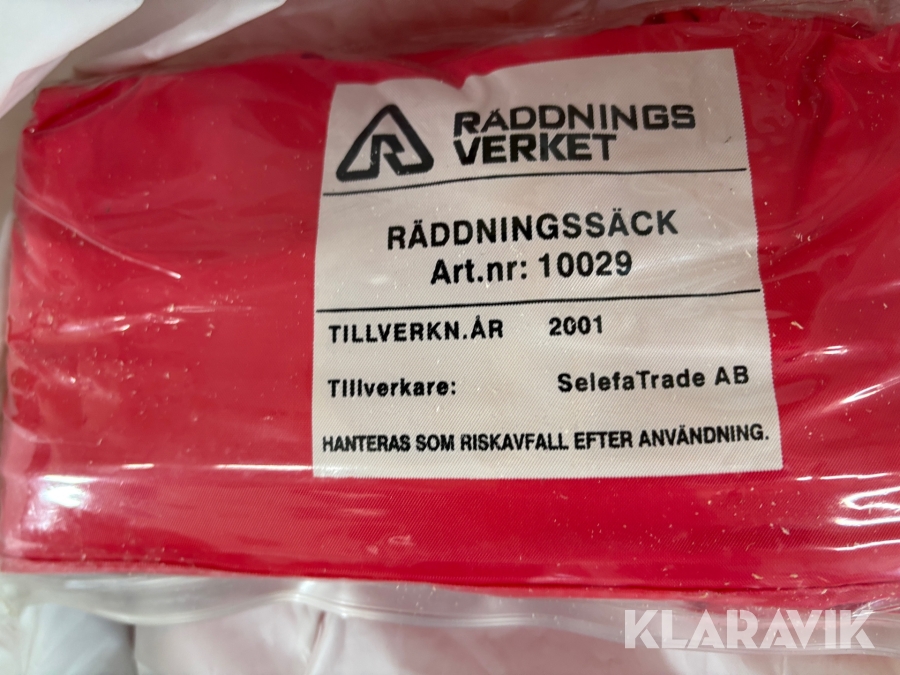 RÄDDNINGS
VERKET
RÄDDNINGSSÄCK
Art.nr: 10029
TILLVERKN.ÅR 2001
Tillverkare: SelefaTrade AB
HANTERAS SOM RISKAVFALL EFTER ANVÄNDNING.
KLARAVIK